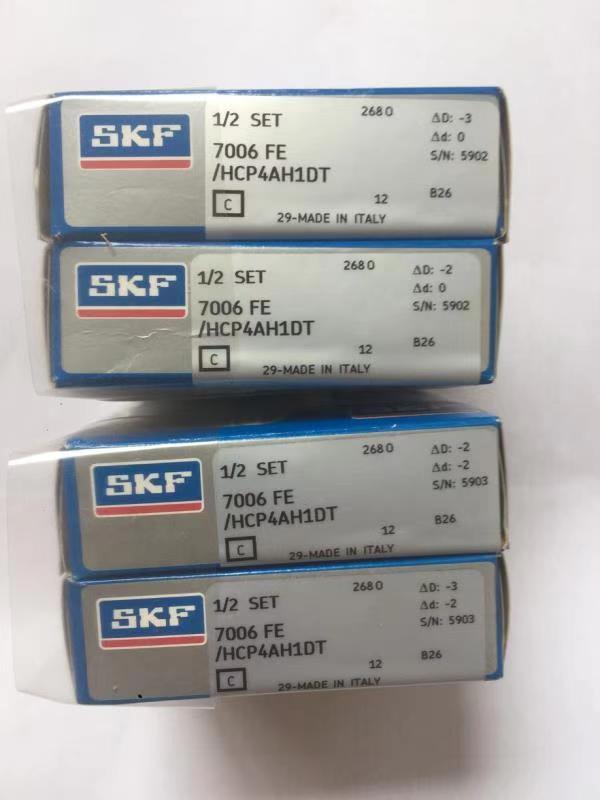 SKF
1/2 SET
2680
ΔD: -3
Δd: 0
7006 FE
S/N: 5902
/HCP4AH1DT
C
12
B26
29-MADE IN ITALY
SKF
1/2 SET
2680
ΔD: -2
Δd: 0
7006 FE
S/N: 5902
/HCP4AH1DT
C
12
B26
29-MADE IN ITALY
SKF
1/2 SET
2680
ΔD: -2
Δd: -2
7006 FE
S/N: 5903
/HCP4AH1DT
C
12
B26
29-MADE IN ITALY
SKF
1/2 SET
2680
ΔD: -3
Δd: -2
7006 FE
S/N: 5903
/HCP4AH1DT
C
12
B26
29-MADE IN ITALY